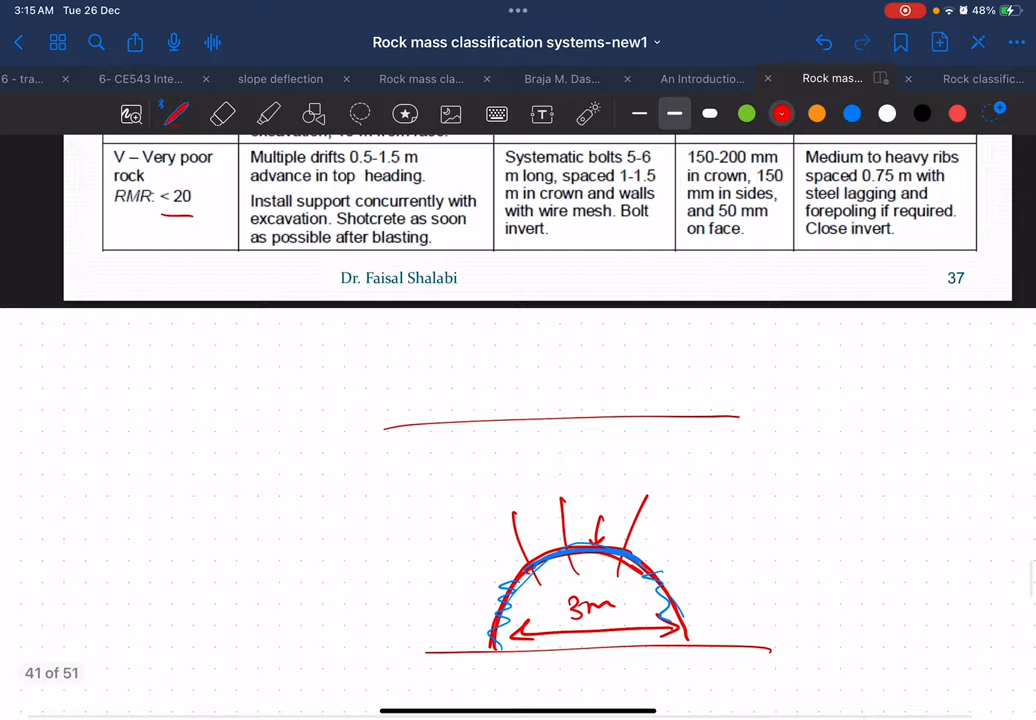 3:15 AM Tue 26 Dec
48%
Rock mass classification systems-new1
6 - tra...
6- CE543 Inte...
slope deflection
Rock mass cla...
Braja M. Das...
An Introductio...
Rock mas...
Rock classific...
V – Very poor
rock
RMR: < 20
Multiple drifts 0.5-1.5 m
advance in top heading.
Install support concurrently with
excavation. Shotcrete as soon
as possible after blasting.
Systematic bolts 5-6
m long, spaced 1-1.5
m in crown and walls
with wire mesh. Bolt
invert.
150-200 mm
in crown, 150
mm in sides,
and 50 mm
on face.
Medium to heavy ribs
spaced 0.75 m with
steel lagging and
forepoling if required.
Close invert.
Dr. Faisal Shalabi
37
3m
41 of 51